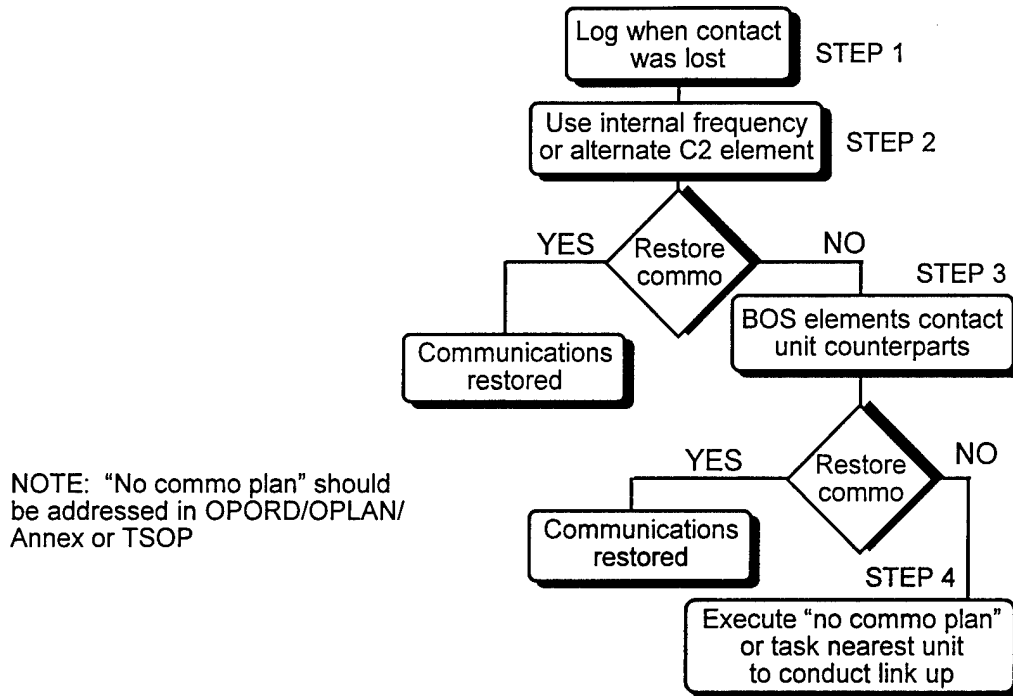 Log when contact
was lost
STEP 1
Use internal frequency
or alternate C2 element
STEP 2
YES
Restore
commo
NO
STEP 3
Communications
restored
BOS elements contact
unit counterparts
YES
Restore
commo
NO
NOTE: “No commo plan” should
be addressed in OPORD/OPLAN/
Annex or TSOP
Communications
restored
STEP 4
Execute “no commo plan”
or task nearest unit
to conduct link up